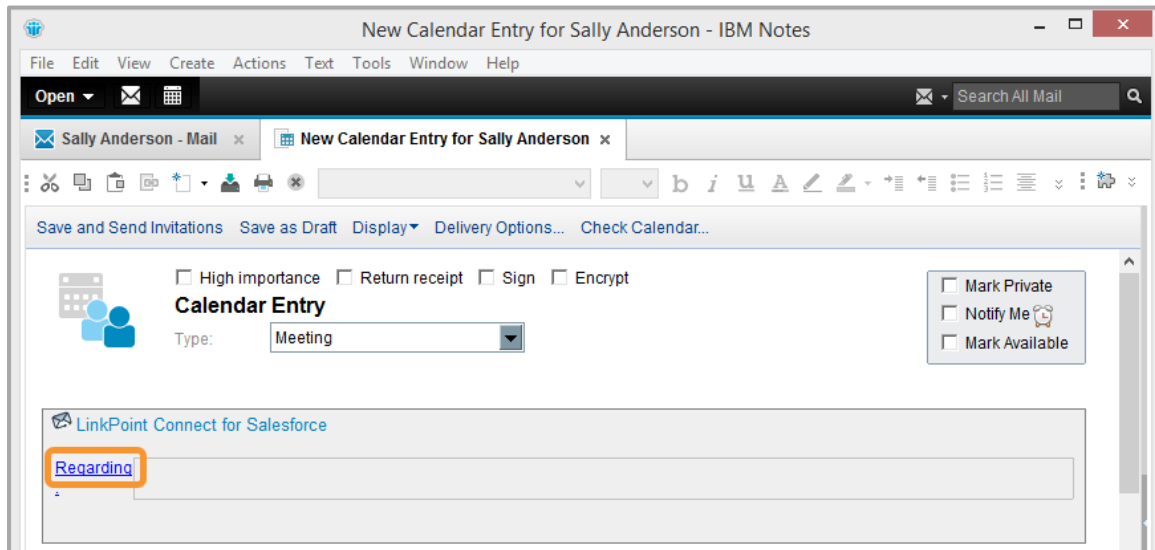 New Calendar Entry for Sally Anderson - IBM Notes
File Edit View Create Actions Text Tools Window Help
Open Search All Mail
Sally Anderson - Mail × New Calendar Entry for Sally Anderson ×
b i U A
Save and Send Invitations Save as Draft Display Delivery Options... Check Calendar...
High importance Return receipt Sign Encrypt
Mark Private
Calendar Entry
Notify Me
Type: Meeting
Mark Available
LinkPoint Connect for Salesforce
Regarding
: